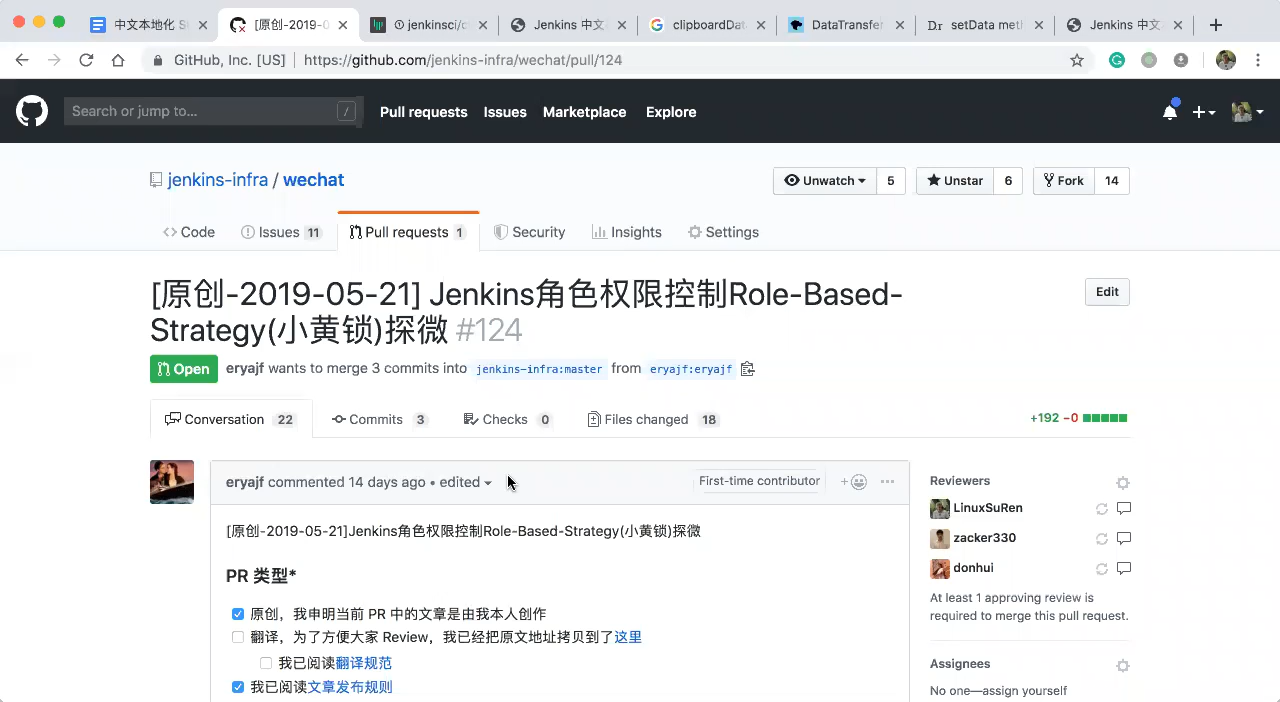 中文本地化 S
[原创-2019-0
jenkinsci/c
Jenkins 中文
clipboardDat
DataTransfer
setData meth
Jenkins 中文
GitHub, Inc. [US] https://github.com/jenkins-infra/wechat/pull/124
Search or jump to... / Pull requests Issues Marketplace Explore
jenkins-infra / wechat Unwatch 5 Unstar 6 Fork 14
Code Issues 11 Pull requests 1 Security Insights Settings
[原创-2019-05-21] Jenkins角色权限控制Role-Based-
Strategy(小黄锁)探微 #124
Edit
Open eryajf wants to merge 3 commits into jenkins-infra:master from eryajf:eryajf
Conversation 22 Commits 3 Checks 0 Files changed 18 +192 −0
eryajf commented 14 days ago • edited First-time contributor
[原创-2019-05-21]Jenkins角色权限控制Role-Based-Strategy(小黄锁)探微
PR 类型*
原创，我申明当前 PR 中的文章是由我本人创作
翻译，为了方便大家 Review，我已经把原文地址拷贝到了这里
我已阅读翻译规范
我已阅读文章发布规则
Reviewers
LinuxSuRen
zacker330
donhui
At least 1 approving review is
required to merge this pull request.
Assignees
No one—assign yourself